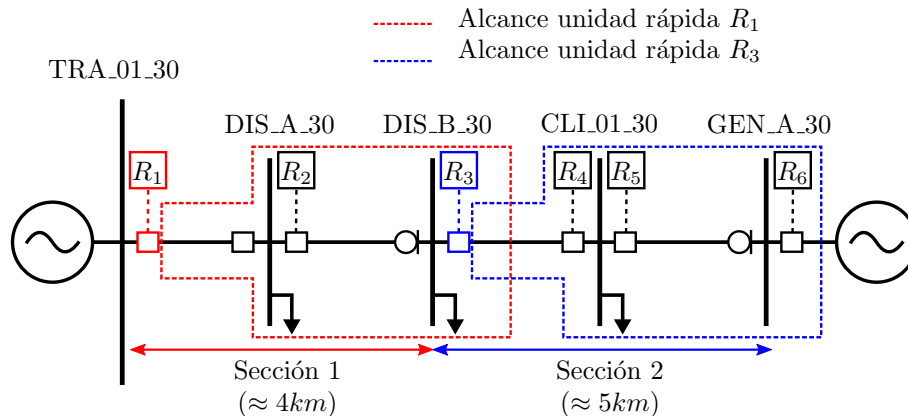 Alcance unidad rápida R₁
Alcance unidad rápida R₃
TRA_01_30
DIS_A_30
DIS_B_30
CLI_01_30
GEN_A_30
R₁
R₂
R₃
R₄
R₅
R₆
Sección 1
(≈ 4km)
Sección 2
(≈ 5km)